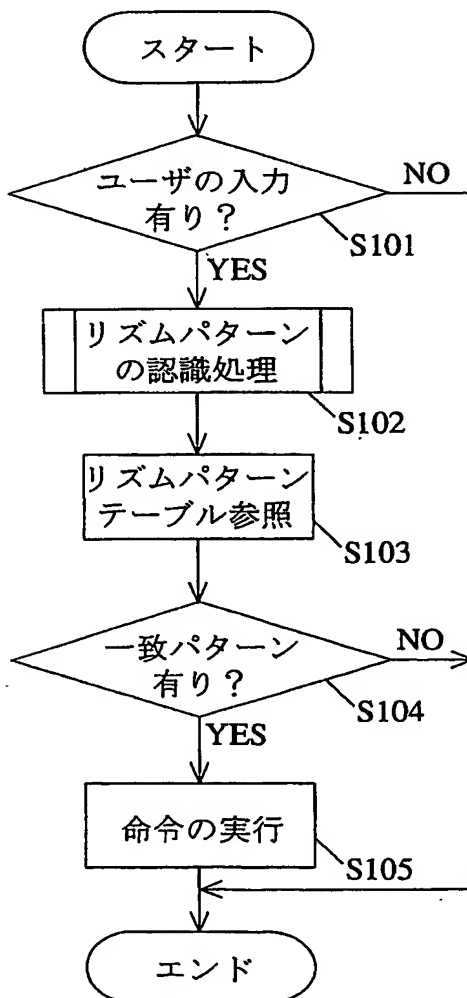 スタート
ユーザの入力
有り？
NO
S101
YES
リズムパターン
の認識処理
S102
リズムパターン
テーブル参照
S103
一致パターン
有り？
NO
S104
YES
命令の実行
S105
エンド